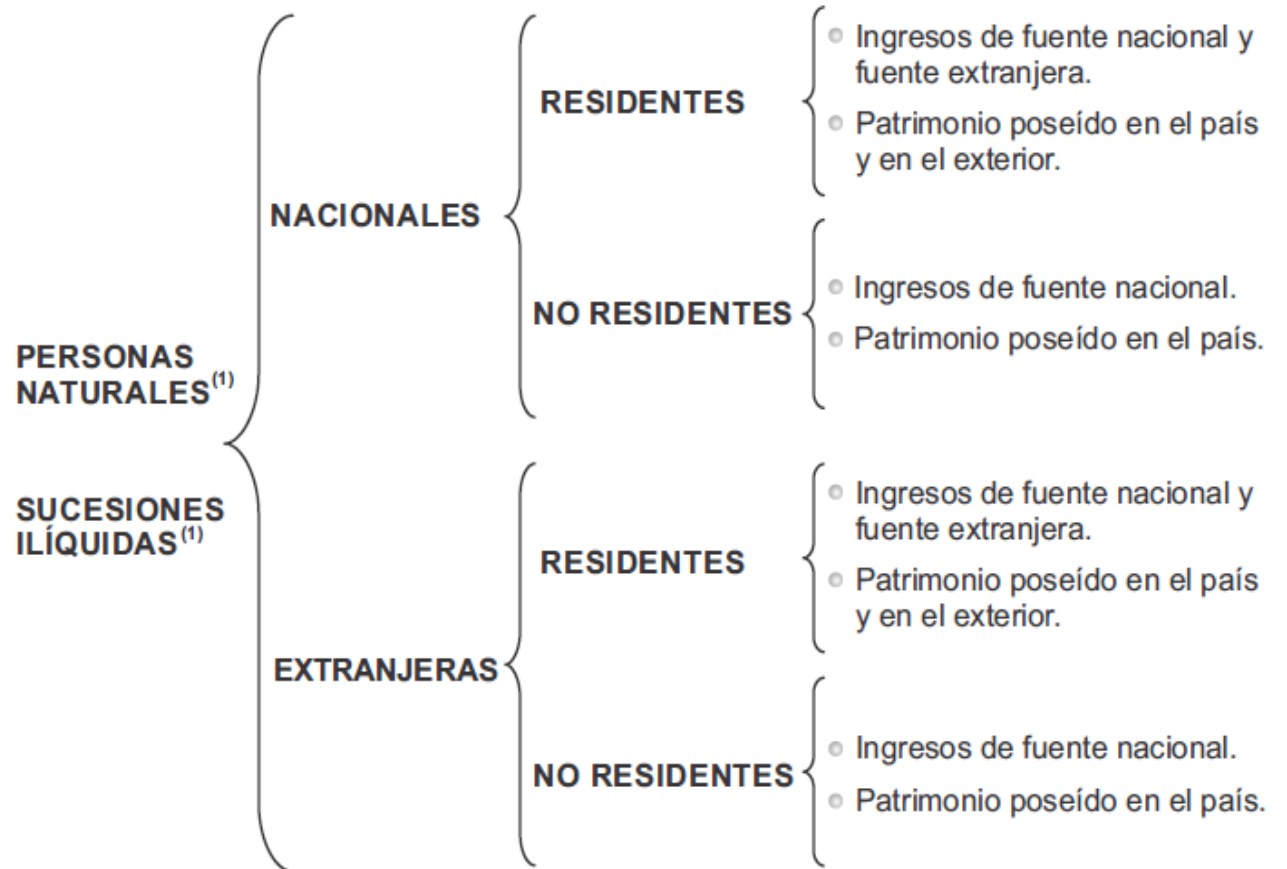 PERSONAS
NATURALES(1)
SUCESIONES
ILÍQUIDAS(1)
NACIONALES
RESIDENTES
Ingresos de fuente nacional y
fuente extranjera.
Patrimonio poseído en el país
y en el exterior.
NO RESIDENTES
Ingresos de fuente nacional.
Patrimonio poseído en el país.
EXTRANJERAS
RESIDENTES
Ingresos de fuente nacional y
fuente extranjera.
Patrimonio poseído en el país
y en el exterior.
NO RESIDENTES
Ingresos de fuente nacional.
Patrimonio poseído en el país.